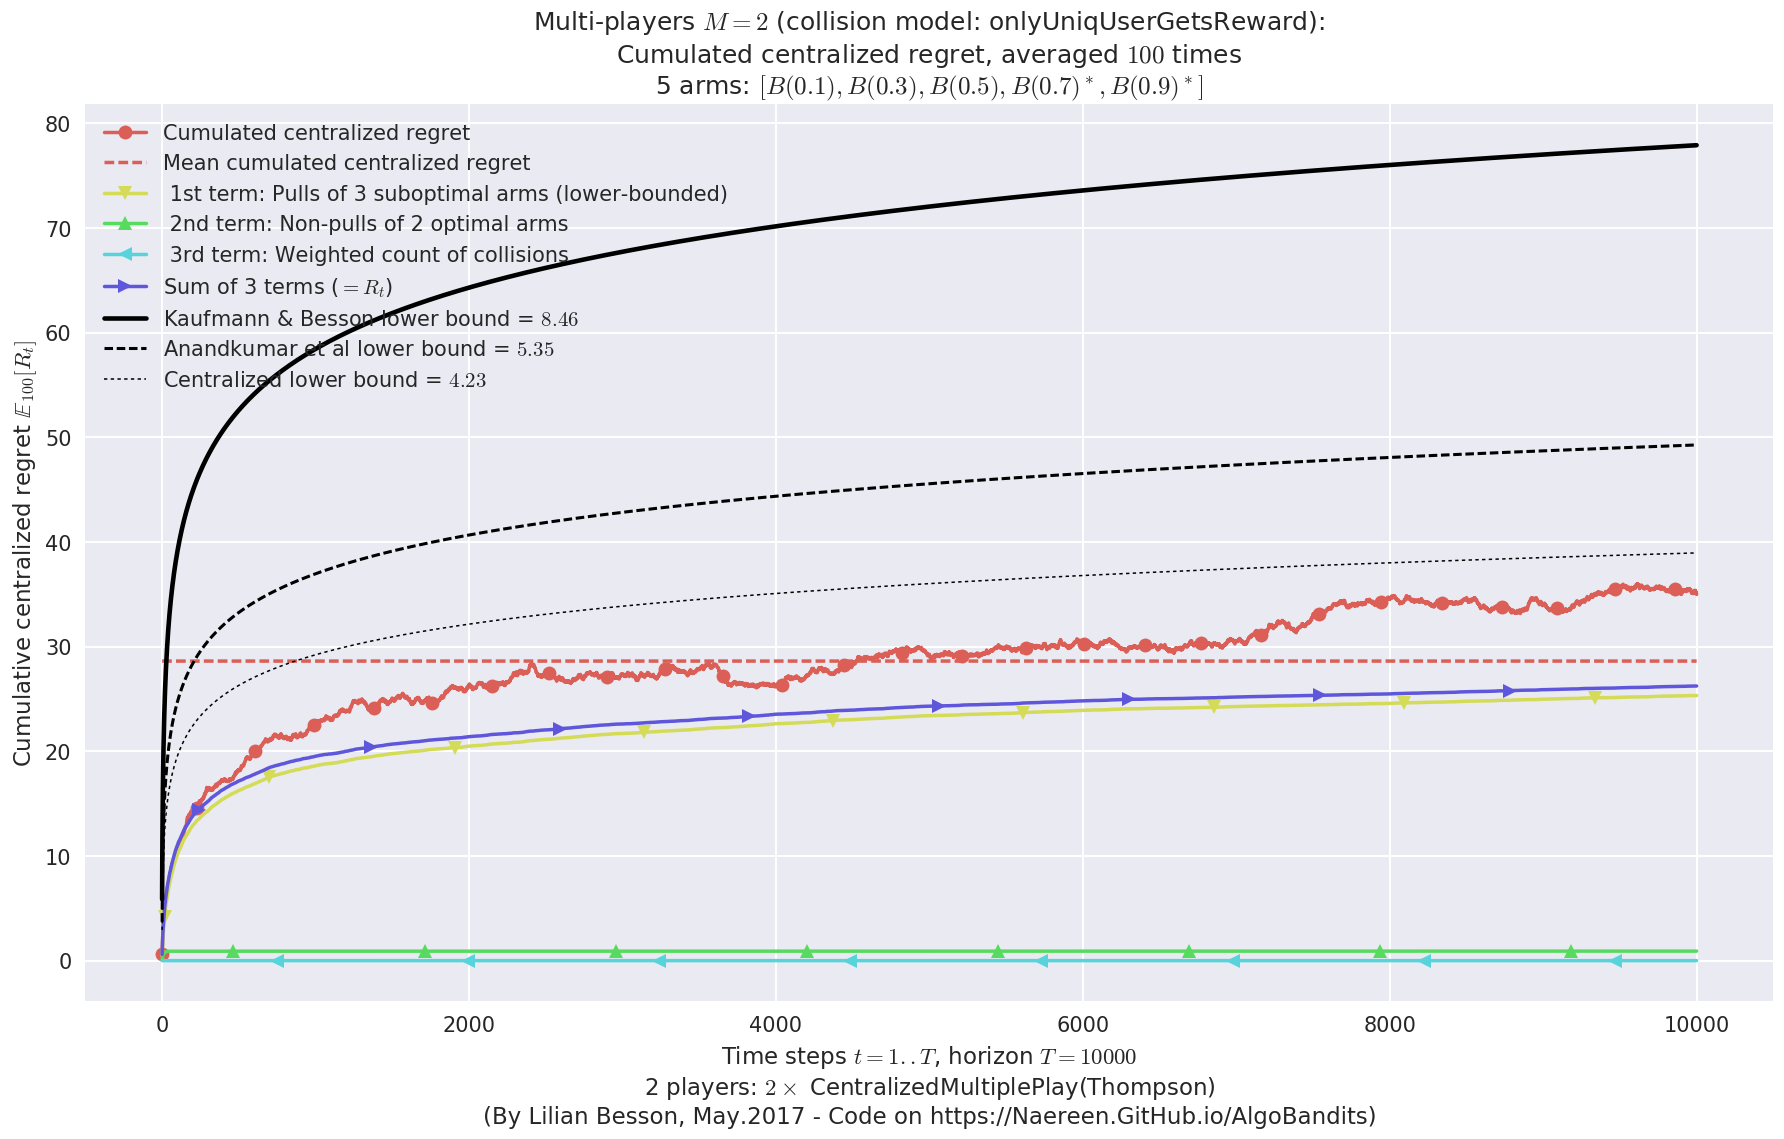 Multi-players M = 2 (collision model: onlyUniqUserGetsReward):
Cumulated centralized regret, averaged 100 times
5 arms: [B(0.1), B(0.3), B(0.5), B(0.7)*, B(0.9)*]
Cumulated centralized regret
Mean cumulated centralized regret
1st term: Pulls of 3 suboptimal arms (lower-bounded)
2nd term: Non-pulls of 2 optimal arms
3rd term: Weighted count of collisions
Sum of 3 terms (= R_t)
Kaufmann & Besson lower bound = 8.46
Anandkumar et al lower bound = 5.35
Centralized lower bound = 4.23
Cumulative centralized regret 𝔼_100[R_t]
80
70
60
50
40
30
20
10
0
0 2000 4000 6000 8000 10000
Time steps t = 1..T, horizon T = 10000
2 players: 2 × CentralizedMultiplePlay(Thompson)
(By Lilian Besson, May.2017 - Code on https://Naereen.GitHub.io/AlgoBandits)